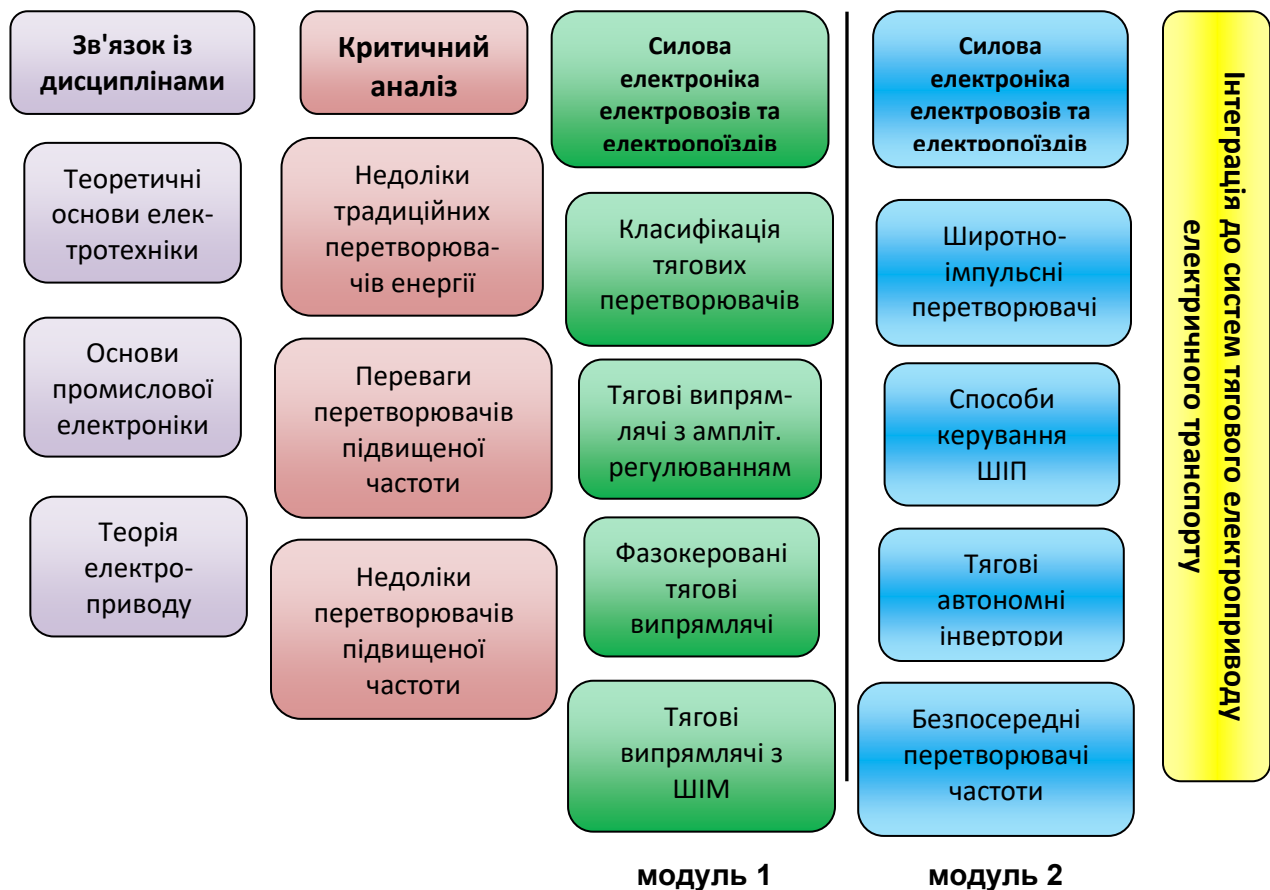 Зв'язок із
дисциплінами
Теоретичні
основи елек-
тротехніки
Основи
промислової
електроніки
Теорія
електро-
приводу
Критичний
аналіз
Недоліки
традиційних
перетворюва-
чів енергії
Переваги
перетворювачів
підвищеної
частоти
Недоліки
перетворювачів
підвищеної
частоти
Силова
електроніка
електровозів та
електропоїздів
Класифікація
тягових
перетворювачів
Тягові випрям-
лячі з ампліт.
регулюванням
Фазокеровані
тягові
випрямлячі
Тягові
випрямлячі з
ШІМ
модуль 1
Силова
електроніка
електровозів та
електропоїздів
Широтно-
імпульсні
перетворювачі
Способи
керування
ШІП
Тягові
автономні
інвертори
Безпосередні
перетворювачі
частоти
модуль 2
Інтеграція до систем тягового електроприводу
електричного транспорту